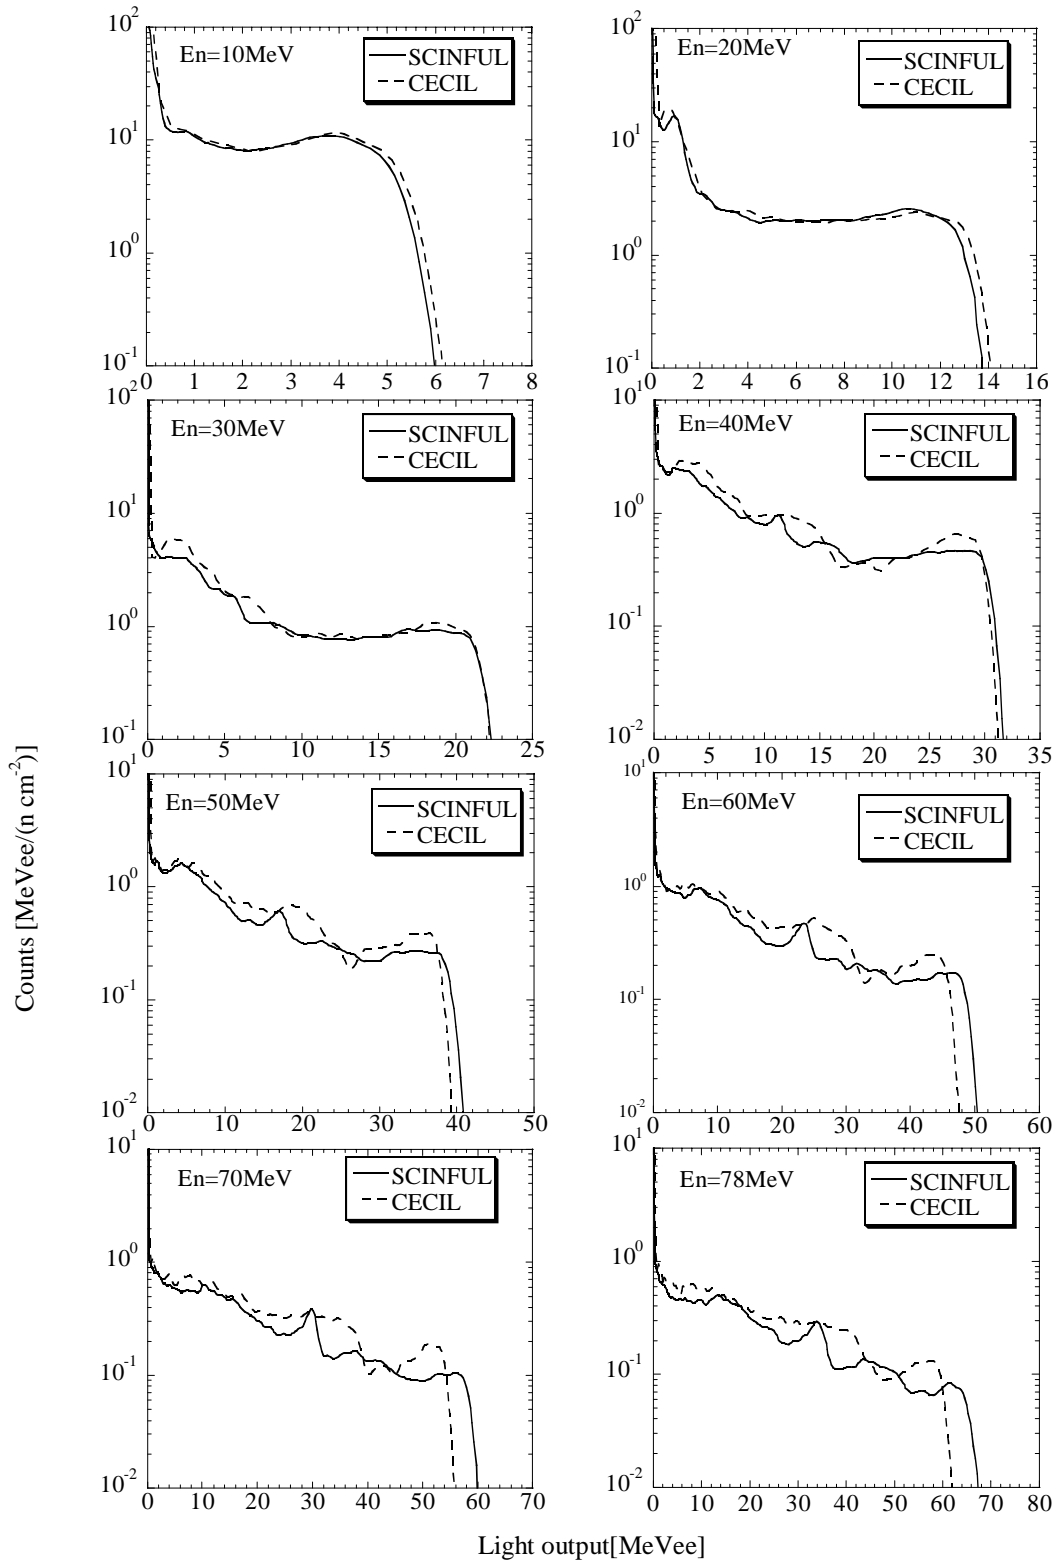 En=10MeV
SCINFUL
CECIL
10^2
10^1
10^0
10^-1
0 1 2 3 4 5 6 7 8
En=20MeV
SCINFUL
CECIL
10^2
10^1
10^0
10^-1
0 2 4 6 8 10 12 14 16
En=30MeV
SCINFUL
CECIL
10^2
10^1
10^0
10^-1
0 5 10 15 20 25
En=40MeV
SCINFUL
CECIL
10^1
10^0
10^-1
10^-2
0 5 10 15 20 25 30 35
En=50MeV
SCINFUL
CECIL
10^1
10^0
10^-1
10^-2
0 10 20 30 40 50
En=60MeV
SCINFUL
CECIL
10^1
10^0
10^-1
10^-2
0 10 20 30 40 50 60
En=70MeV
SCINFUL
CECIL
10^1
10^0
10^-1
10^-2
0 10 20 30 40 50 60 70
En=78MeV
SCINFUL
CECIL
10^1
10^0
10^-1
10^-2
0 10 20 30 40 50 60 70 80
Counts [MeVee/(n cm^-2)]
Light output[MeVee]